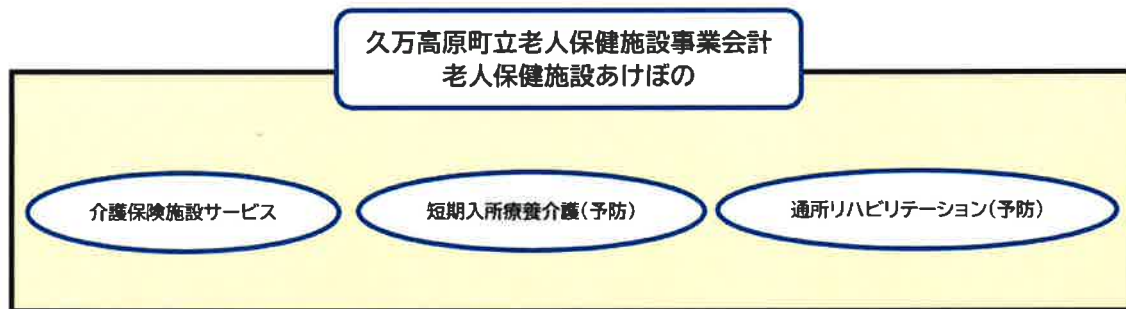 久万高原町立老人保健施設事業会計
老人保健施設あけぼの
介護保険施設サービス
短期入所療養介護(予防)
通所リハビリテーション(予防)